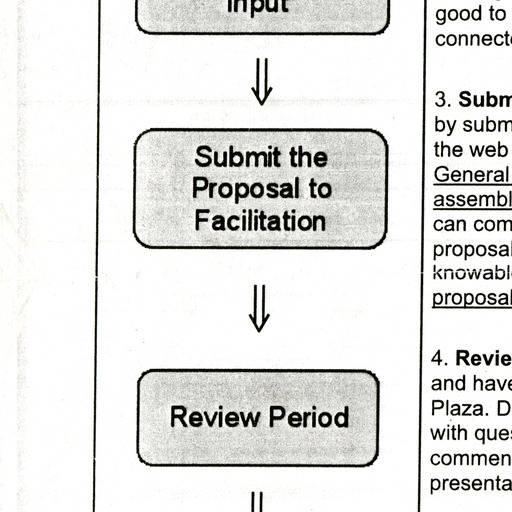 Input
Submit the
Proposal to
Facilitation
Review Period
good to
3. Subm
by subm
the web
General
assembl
can com
proposal
knowable
proposal
4. Revie
and have
Plaza. D
with ques
commen
presenta